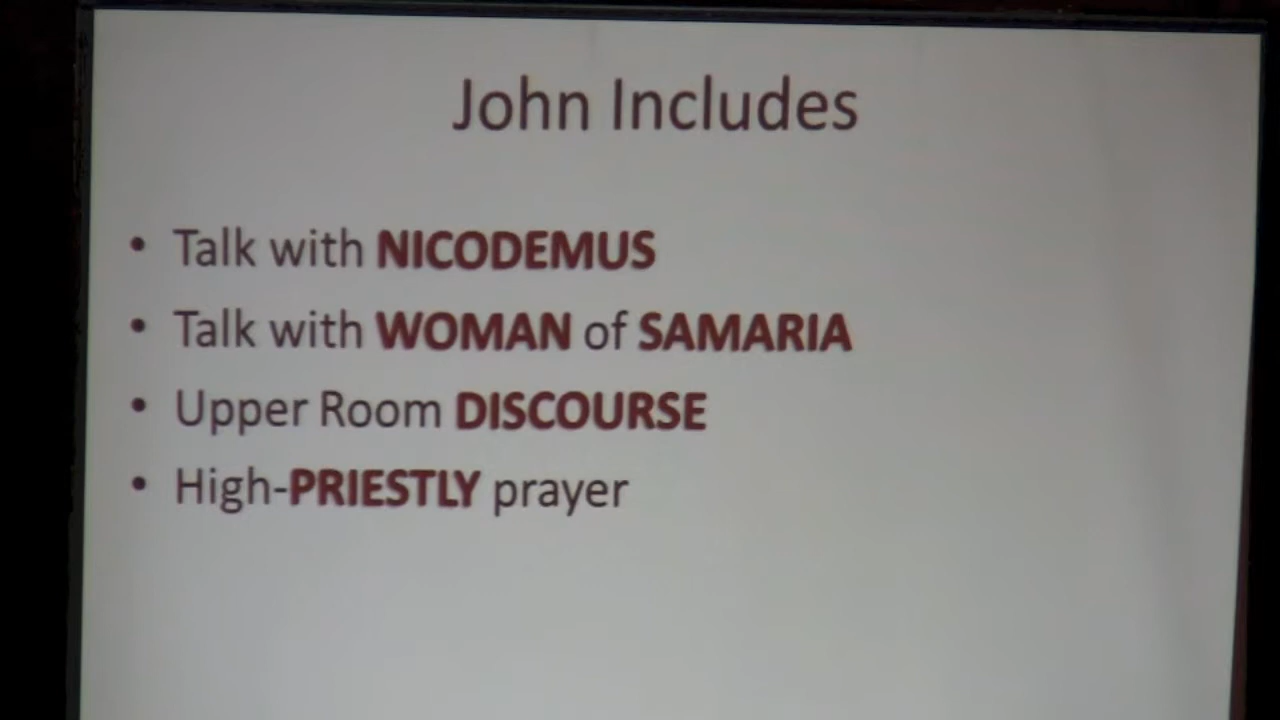 John Includes
• Talk with NICODEMUS
• Talk with WOMAN of SAMARIA
• Upper Room DISCOURSE
• High-PRIESTLY prayer